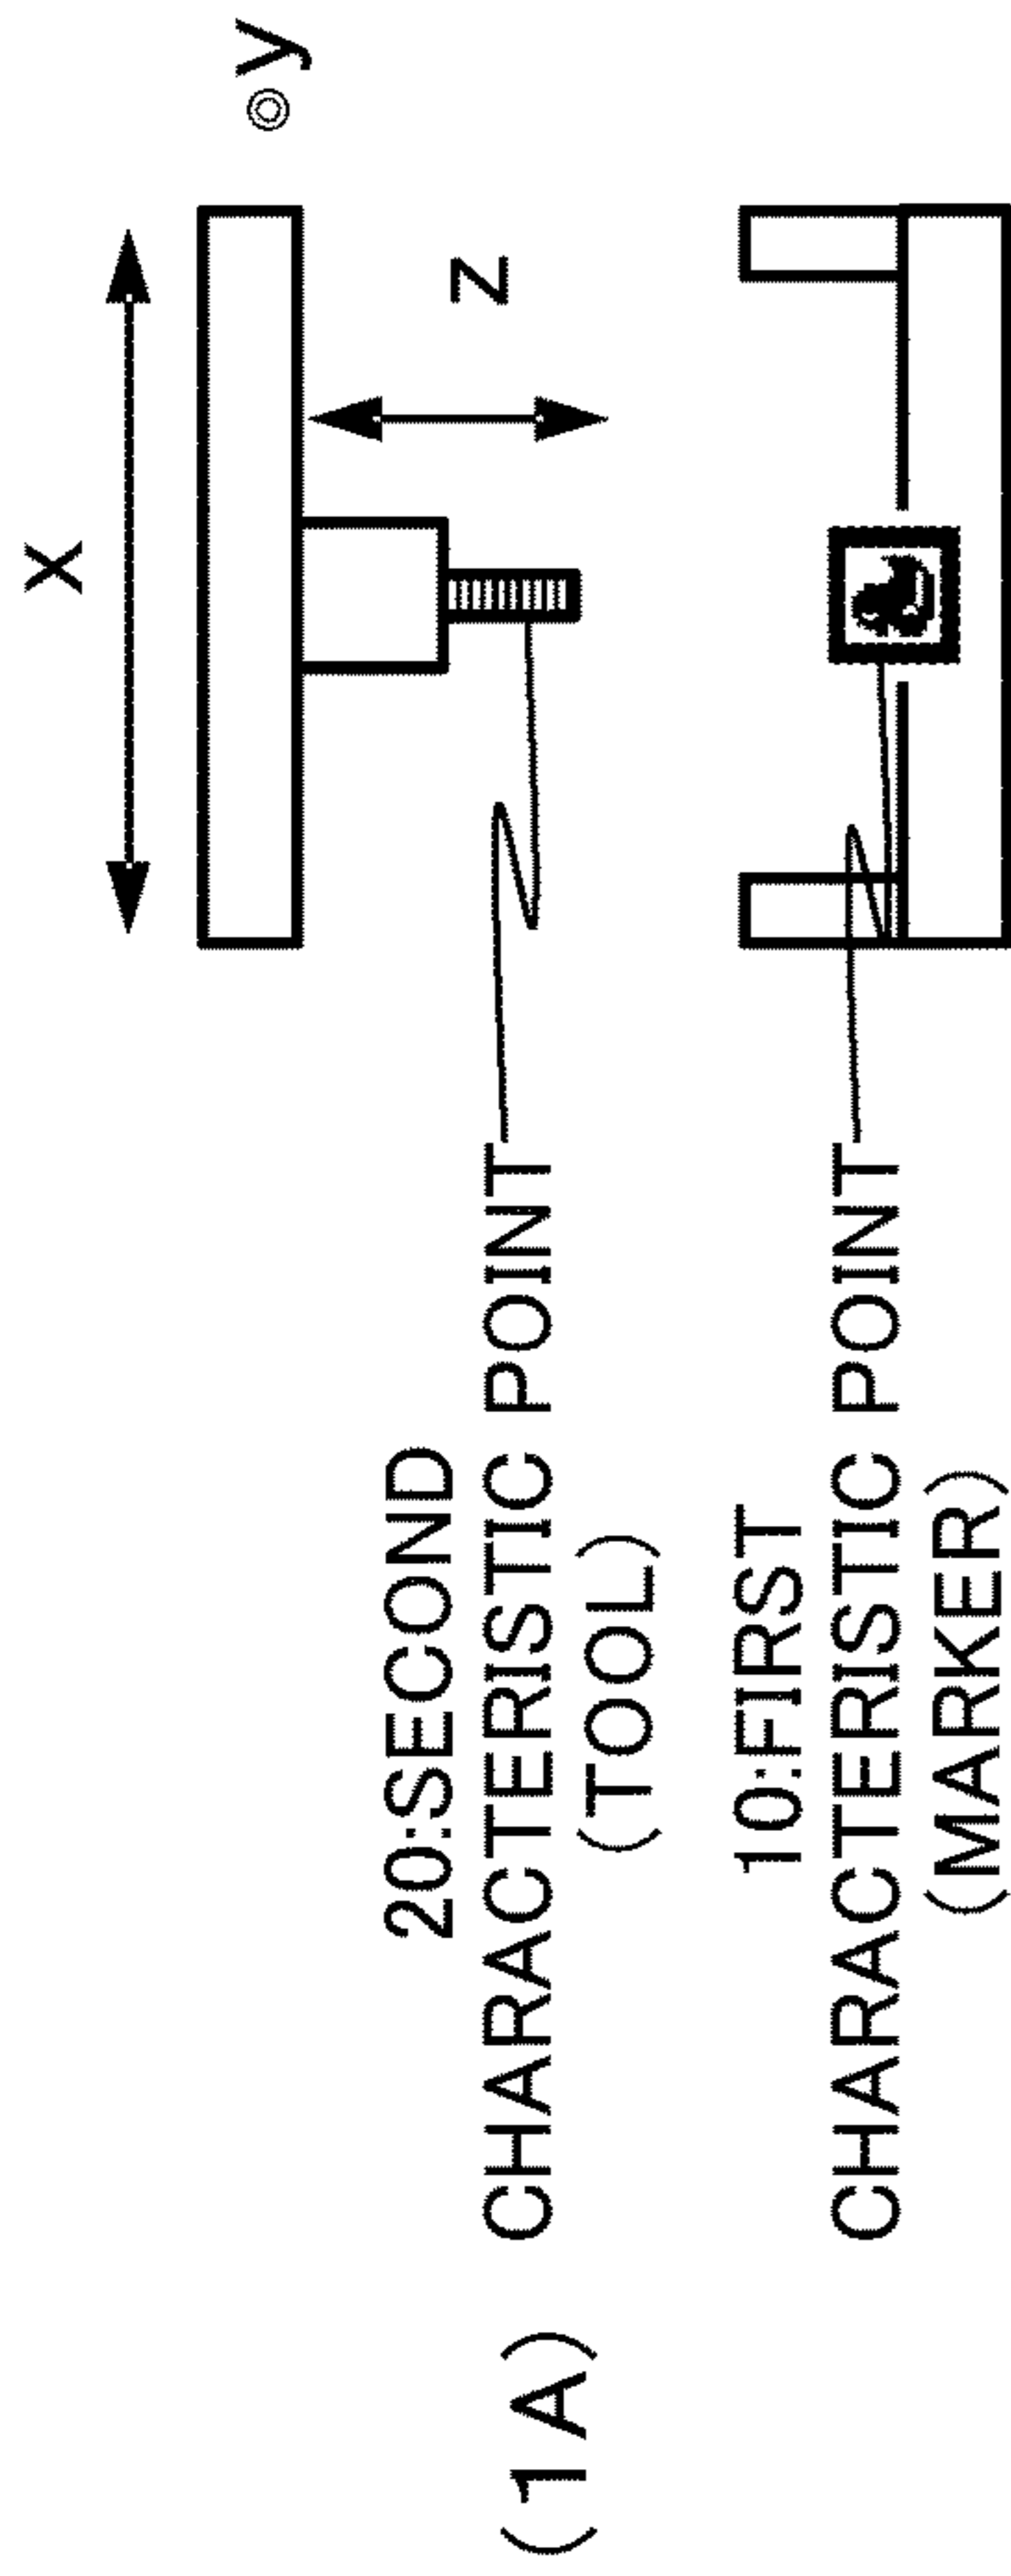 (1A)
20:SECOND
CHARACTERISTIC POINT
(TOOL)
10:FIRST
CHARACTERISTIC POINT
(MARKER)
X
y
Z